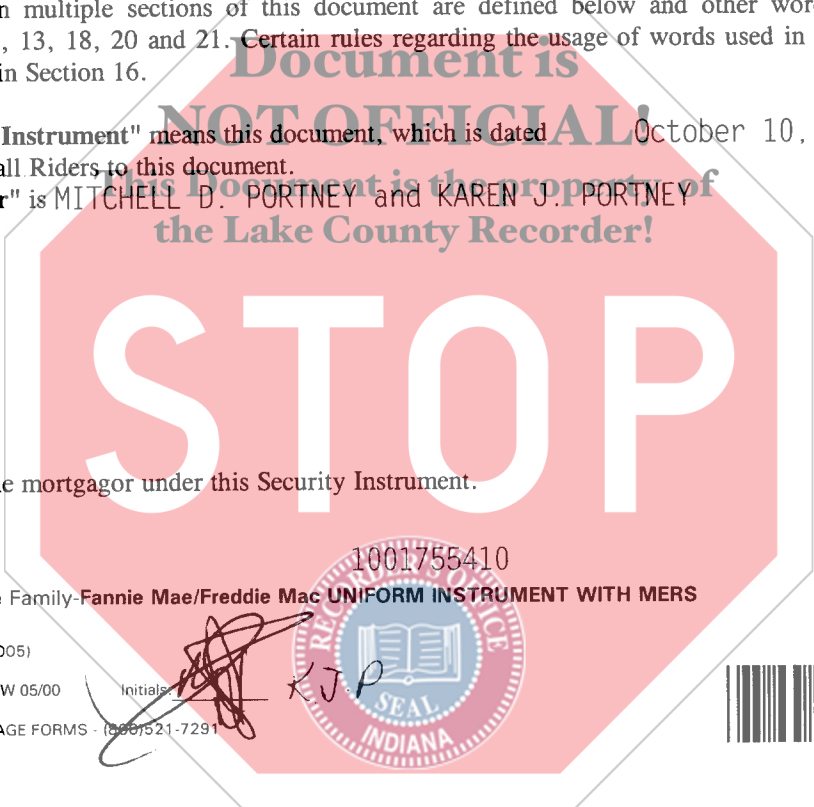 n multiple sections of this document are defined below and other wor
, 13, 18, 20 and 21. Certain rules regarding the usage of words used in
in Section 16.
Document is
NOT OFFICIAL!
Instrument" means this document, which is dated October 10,
all Riders to this document.
This Document is the property of
r" is MITCHELL D. PORTNEY and KAREN J. PORTNEY
the Lake County Recorder!
STOP
e mortgagor under this Security Instrument.
1001755410
e Family-Fannie Mae/Freddie Mac UNIFORM INSTRUMENT WITH MERS
005)
W 05/00 Initials: K.J.P
AGE FORMS - (800)521-7291
RECORDER'S OFFICE
SEAL
INDIANA